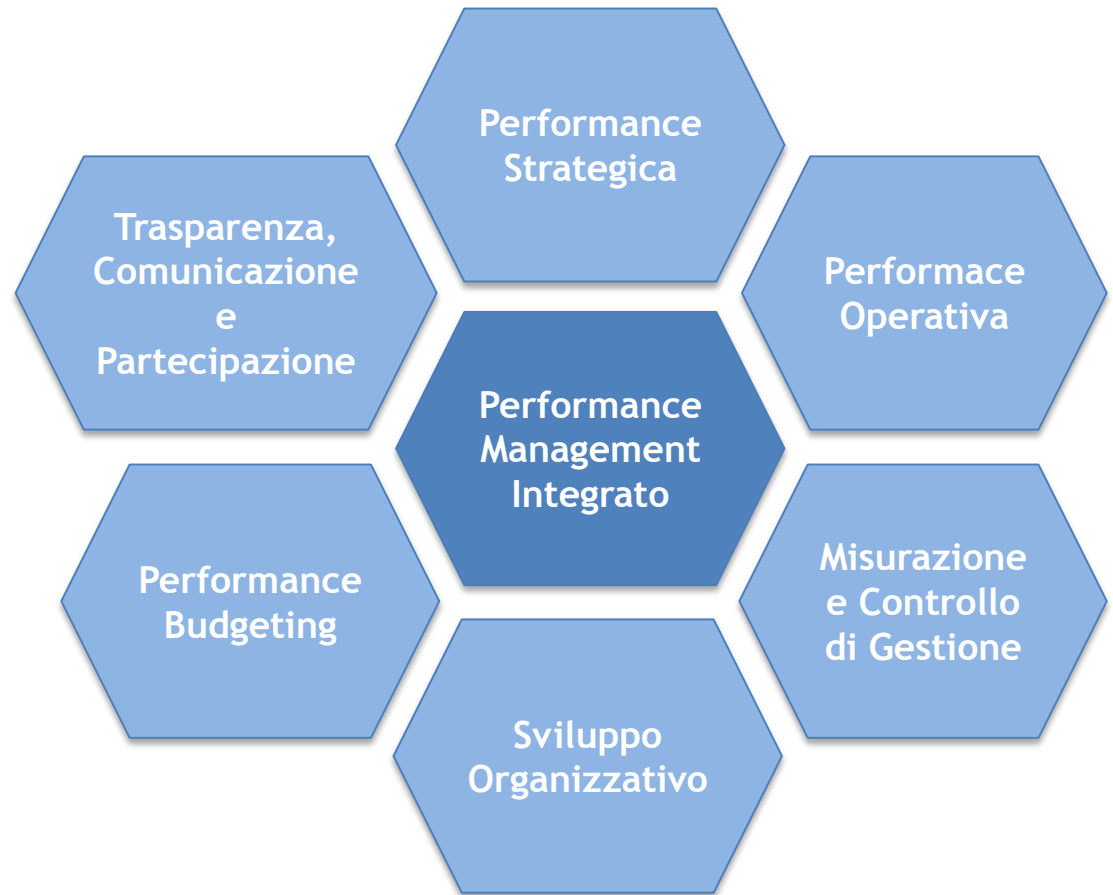 Performance
Strategica
Trasparenza,
Comunicazione
e
Partecipazione
Performace
Operativa
Performance
Management
Integrato
Performance
Budgeting
Misurazione
e Controllo
di Gestione
Sviluppo
Organizzativo